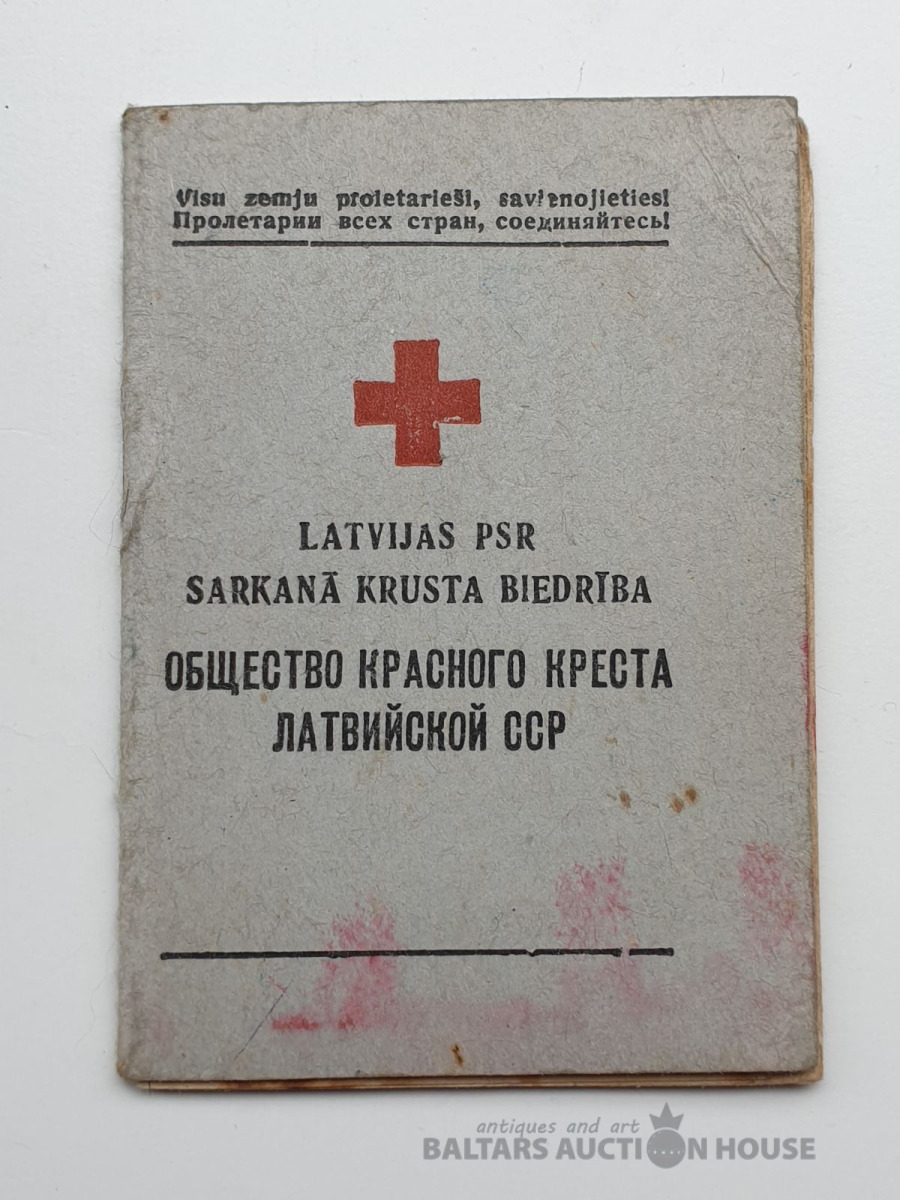 Visu zemju proletarieši, savienojieties!
Пролетарии всех стран, соединяйтесь!
LATVIJAS PSR
SARKANĀ KRUSTA BIEDRĪBA
ОБЩЕСТВО КРАСНОГО КРЕСТА
ЛАТВИЙСКОЙ ССР
antiques and art
BALTARS AUCTION HOUSE